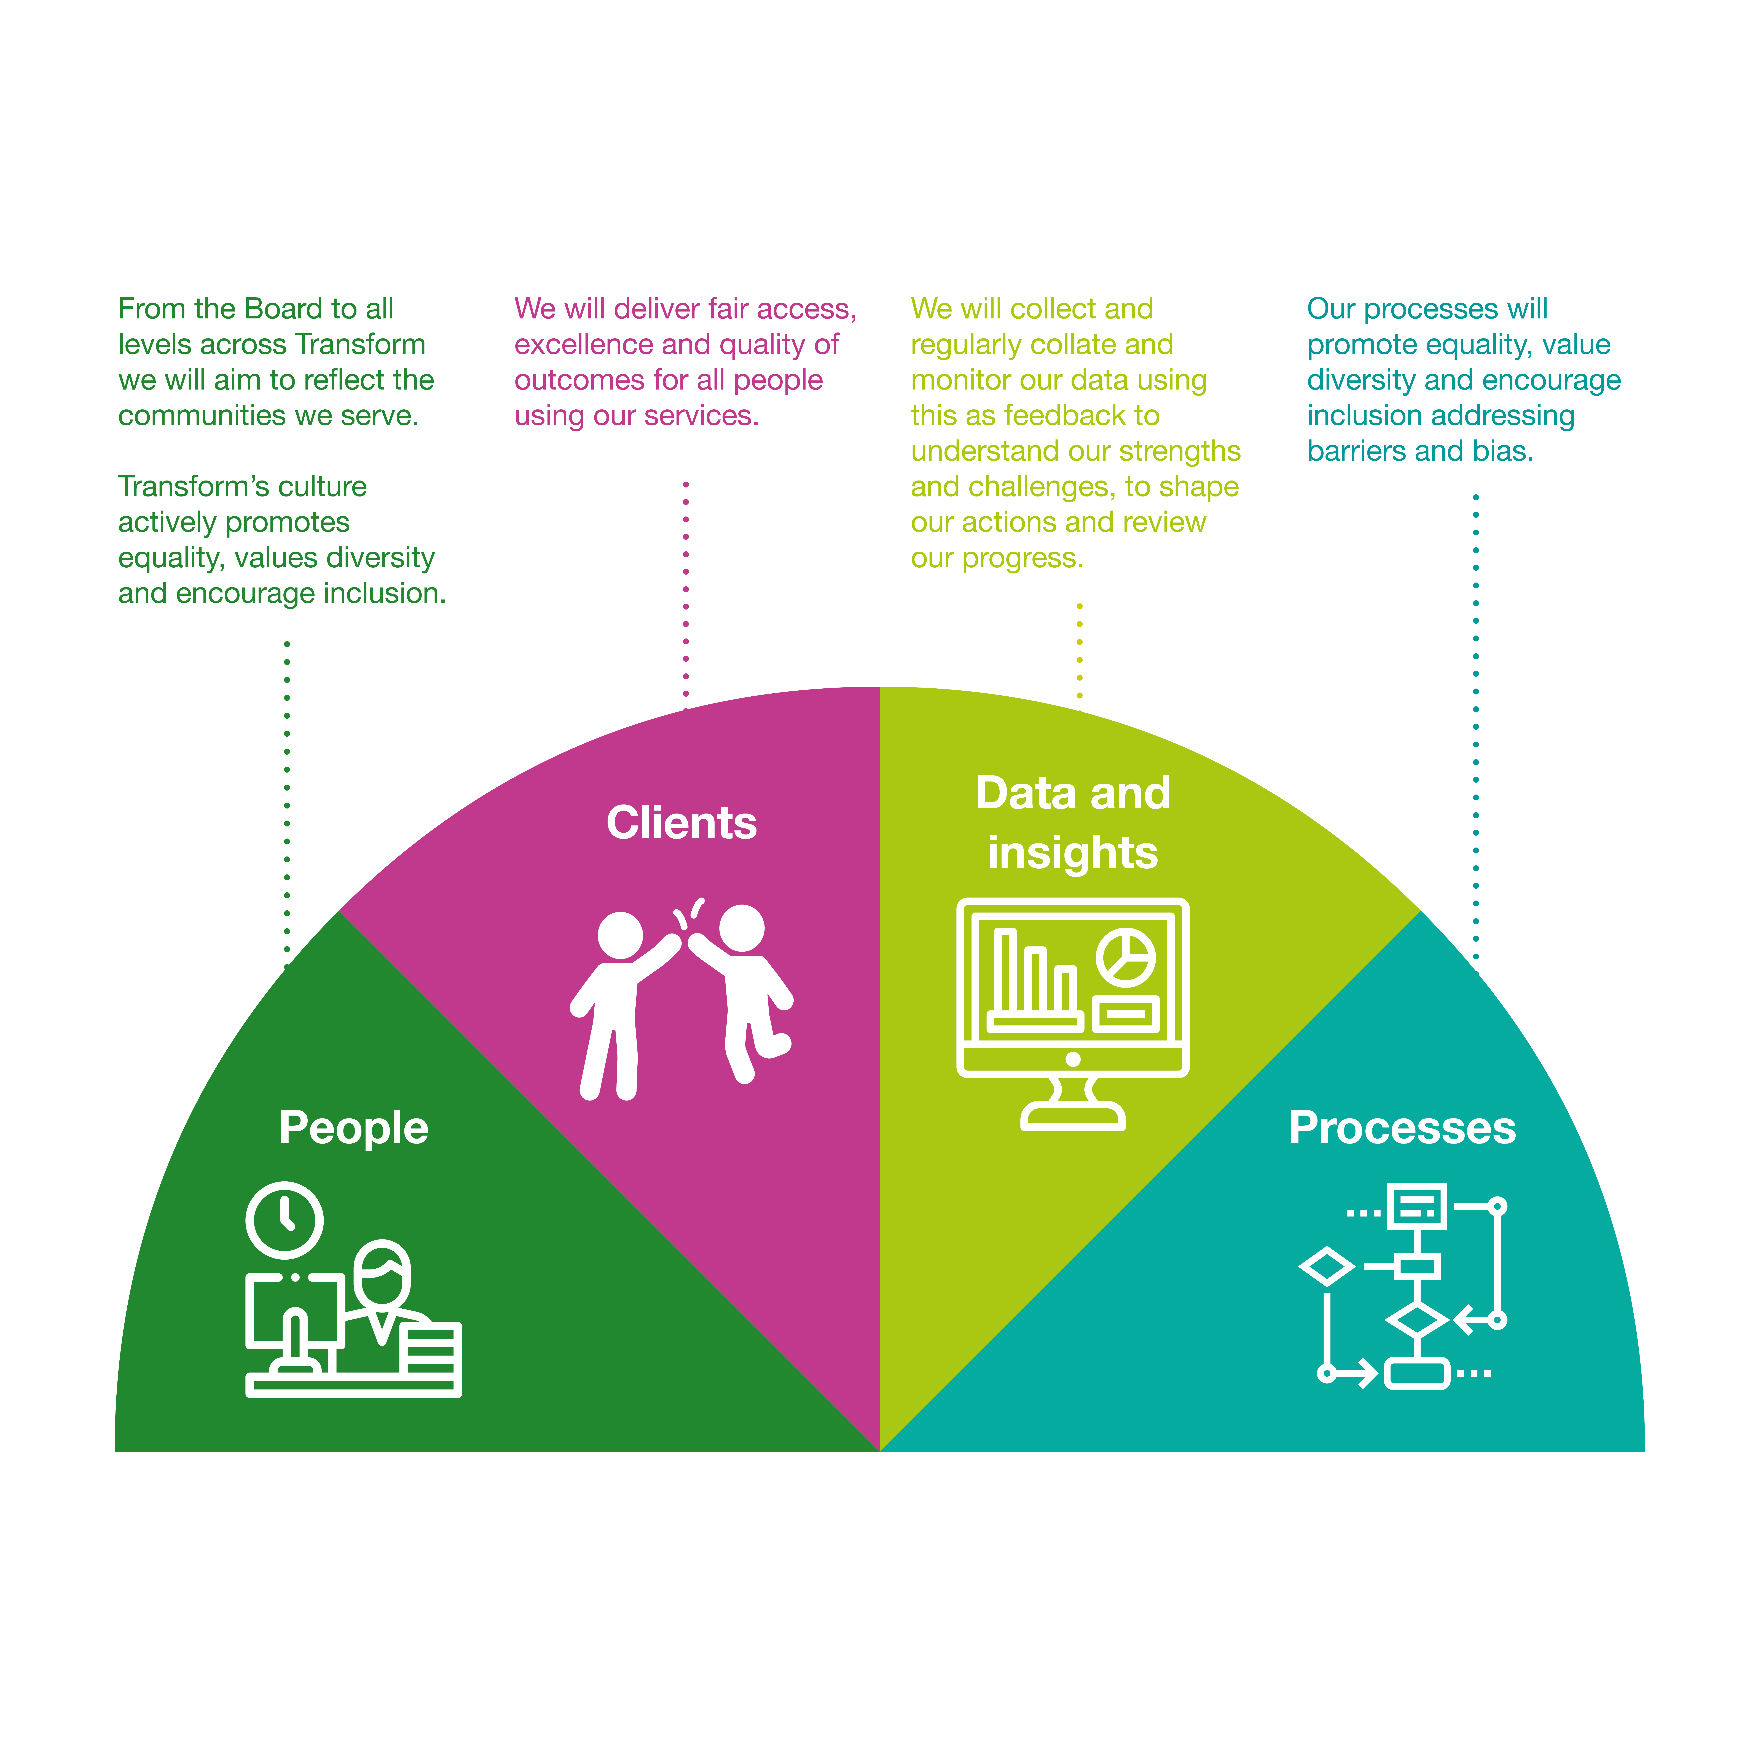 From the Board to all
levels across Transform
we will aim to reflect the
communities we serve.
Transform’s culture
actively promotes
equality, values diversity
and encourage inclusion.
We will deliver fair access,
excellence and quality of
outcomes for all people
using our services.
We will collect and
regularly collate and
monitor our data using
this as feedback to
understand our strengths
and challenges, to shape
our actions and review
our progress.
Our processes will
promote equality, value
diversity and encourage
inclusion addressing
barriers and bias.
People
Clients
Data and
insights
Processes